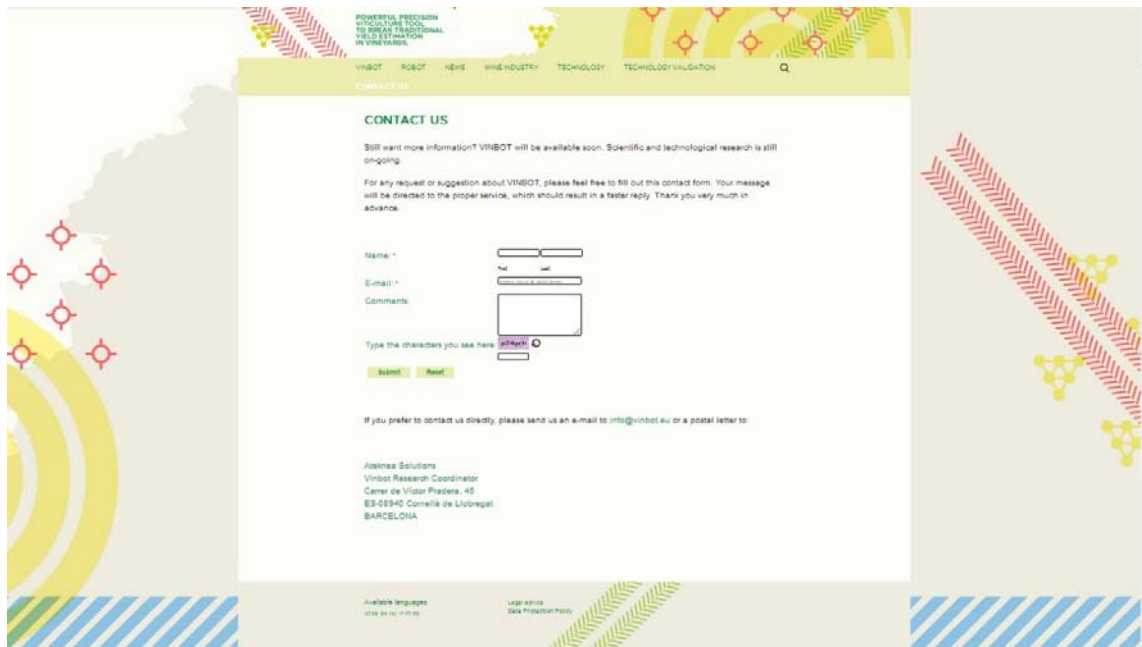 POWERFUL PRECISION
VITICULTURE TOOL
TO BREAK TRADITIONAL
YIELD ESTIMATION
IN VINEYARDS.
VINBOT ROBOT NEWS WINE INDUSTRY TECHNOLOGY TECHNOLOGY VALIDATION
CONTACT US
CONTACT US
Still want more information? VINBOT will be available soon. Scientific and technological research is still
on-going.
For any request or suggestion about VINBOT, please feel free to fill out this contact form. Your message
will be directed to the proper service, which should result in a faster reply. Thank you very much in
advance.
Name: *
First Last
E-mail: *
Comments:
Type the characters you see here:
Submit Reset
If you prefer to contact us directly, please send us an e-mail to info@vinbot.eu or a postal letter to:
Ateknea Solutions
Vinbot Research Coordinator
Carrer de Víctor Pradera, 45
ES-08940 Cornellà de Llobregat
BARCELONA
Available languages Legal advice
Data Protection Policy